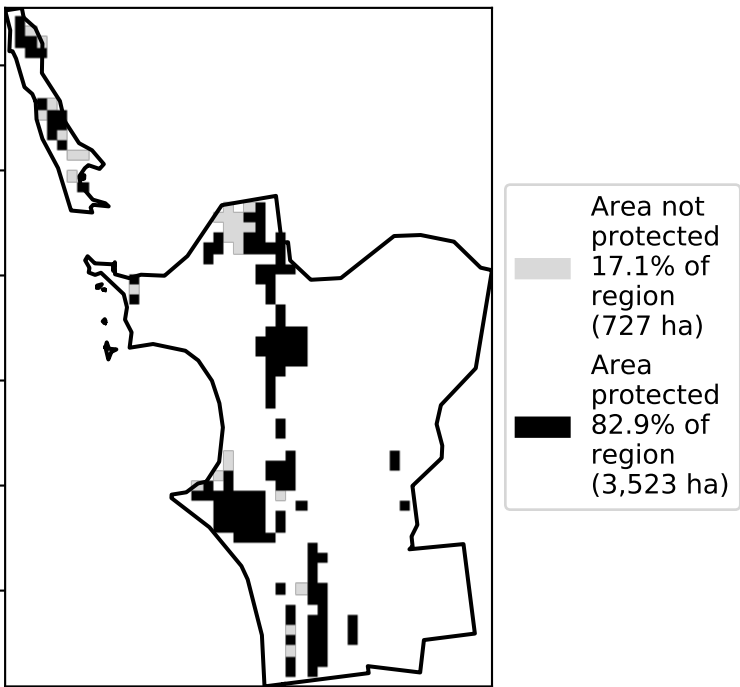 Area not
protected
17.1% of
region
(727 ha)
Area
protected
82.9% of
region
(3,523 ha)